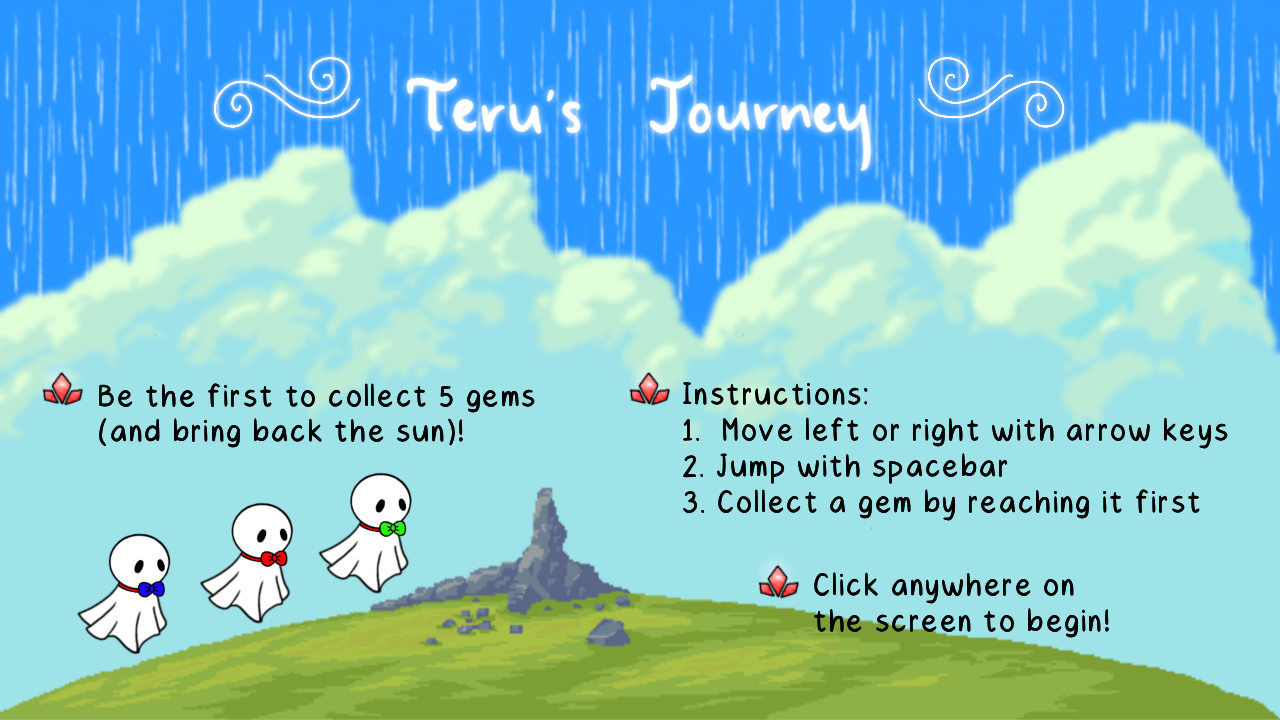 Teru's Journey
Be the first to collect 5 gems
(and bring back the sun)!
Instructions:
1. Move left or right with arrow keys
2. Jump with spacebar
3. Collect a gem by reaching it first
Click anywhere on
the screen to begin!